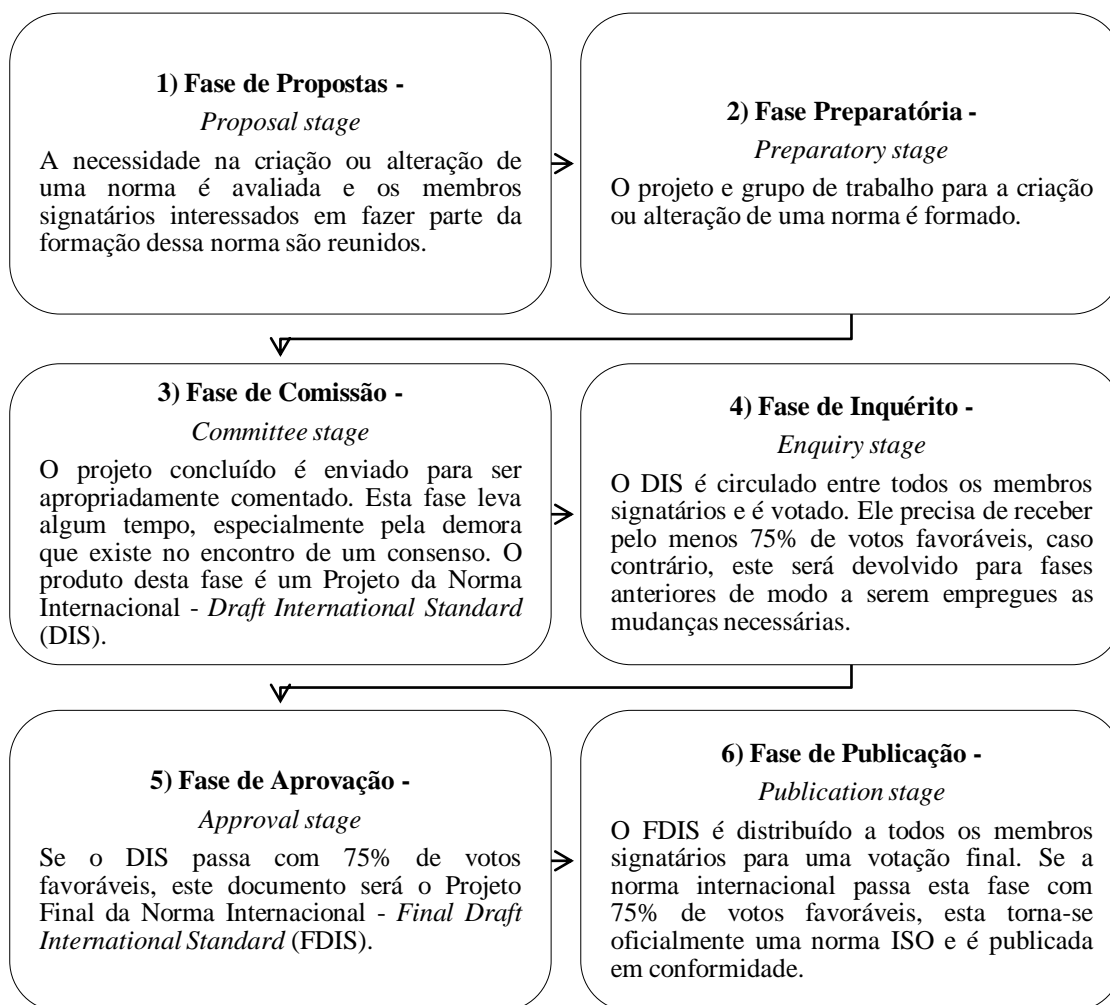 1) Fase de Propostas -
Proposal stage
A necessidade na criação ou alteração de
uma norma é avaliada e os membros
signatários interessados em fazer parte da
formação dessa norma são reunidos.
2) Fase Preparatória -
Preparatory stage
O projeto e grupo de trabalho para a criação
ou alteração de uma norma é formado.
3) Fase de Comissão -
Committee stage
O projeto concluído é enviado para ser
apropriadamente comentado. Esta fase leva
algum tempo, especialmente pela demora
que existe no encontro de um consenso. O
produto desta fase é um Projeto da Norma
Internacional - Draft International Standard
(DIS).
4) Fase de Inquérito -
Enquiry stage
O DIS é circulado entre todos os membros
signatários e é votado. Ele precisa de receber
pelo menos 75% de votos favoráveis, caso
contrário, este será devolvido para fases
anteriores de modo a serem empregues as
mudanças necessárias.
5) Fase de Aprovação -
Approval stage
Se o DIS passa com 75% de votos
favoráveis, este documento será o Projeto
Final da Norma Internacional - Final Draft
International Standard (FDIS).
6) Fase de Publicação -
Publication stage
O FDIS é distribuído a todos os membros
signatários para uma votação final. Se a
norma internacional passa esta fase com
75% de votos favoráveis, esta torna-se
oficialmente uma norma ISO e é publicada
em conformidade.